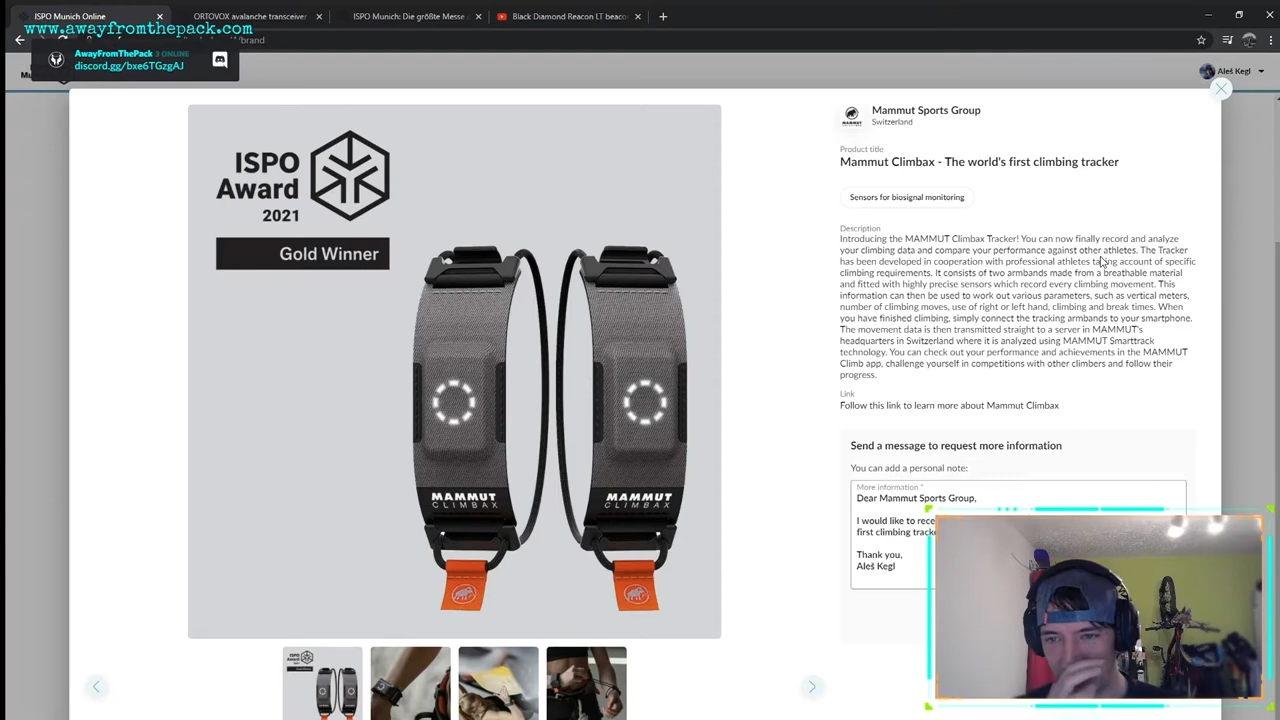 ISPO Munich Online
ORTOVOX avalanche transceiver
ISPO Munich: Die größte Messe
Black Diamond Reacon LT beaco
www.awayfromthepack.com
AwayFromThePack 3 ONLINE
discord.gg/bxe6TGzgAJ
Aleš Kegl
ISPO
Award
2021
Gold Winner
MAMMUT
CLIMBAX
MAMMUT
CLIMBAX
Mammut Sports Group
Switzerland
Product title
Mammut Climbax - The world's first climbing tracker
Sensors for biosignal monitoring
Description
Introducing the MAMMUT Climbax Tracker! You can now finally record and analyze
your climbing data and compare your performance against other athletes. The Tracker
has been developed in cooperation with professional athletes taking account of specific
climbing requirements. It consists of two armbands made from a breathable material
and fitted with highly precise sensors which record every climbing movement. This
information can then be used to work out various parameters, such as vertical meters,
number of climbing moves, use of right or left hand, climbing and break times. When
you have finished climbing, simply connect the tracking armbands to your smartphone.
The movement data is then transmitted straight to a server in MAMMUT's
headquarters in Switzerland where it is analyzed using MAMMUT Smarttrack
technology. You can check out your performance and achievements in the MAMMUT
Climb app, challenge yourself in competitions with other climbers and follow their
progress.
Link
Follow this link to learn more about Mammut Climbax
Send a message to request more information
You can add a personal note:
More information *
Dear Mammut Sports Group,
I would like to rece
first climbing track
Thank you,
Aleš Kegl